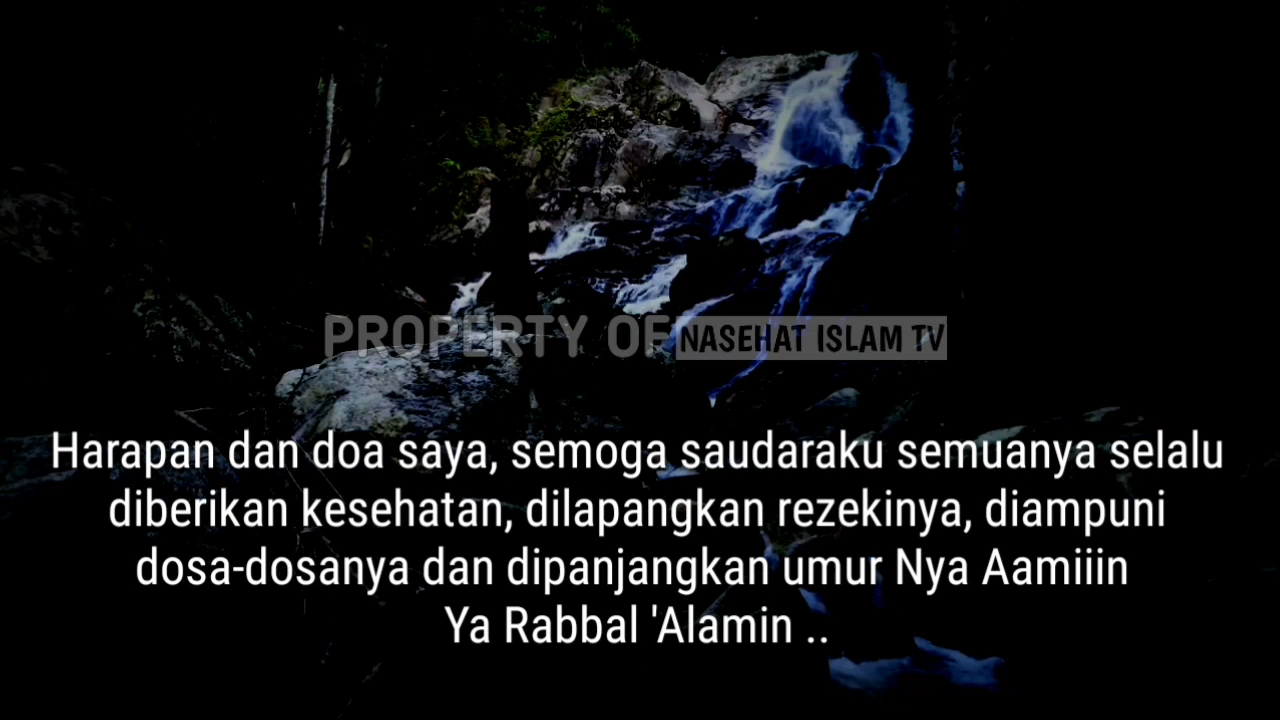 PROPERTY OF NASEHAT ISLAM TV
Harapan dan doa saya, semoga saudaraku semuanya selalu
diberikan kesehatan, dilapangkan rezekinya, diampuni
dosa-dosanya dan dipanjangkan umur Nya Aamiiin
Ya Rabbal 'Alamin ..